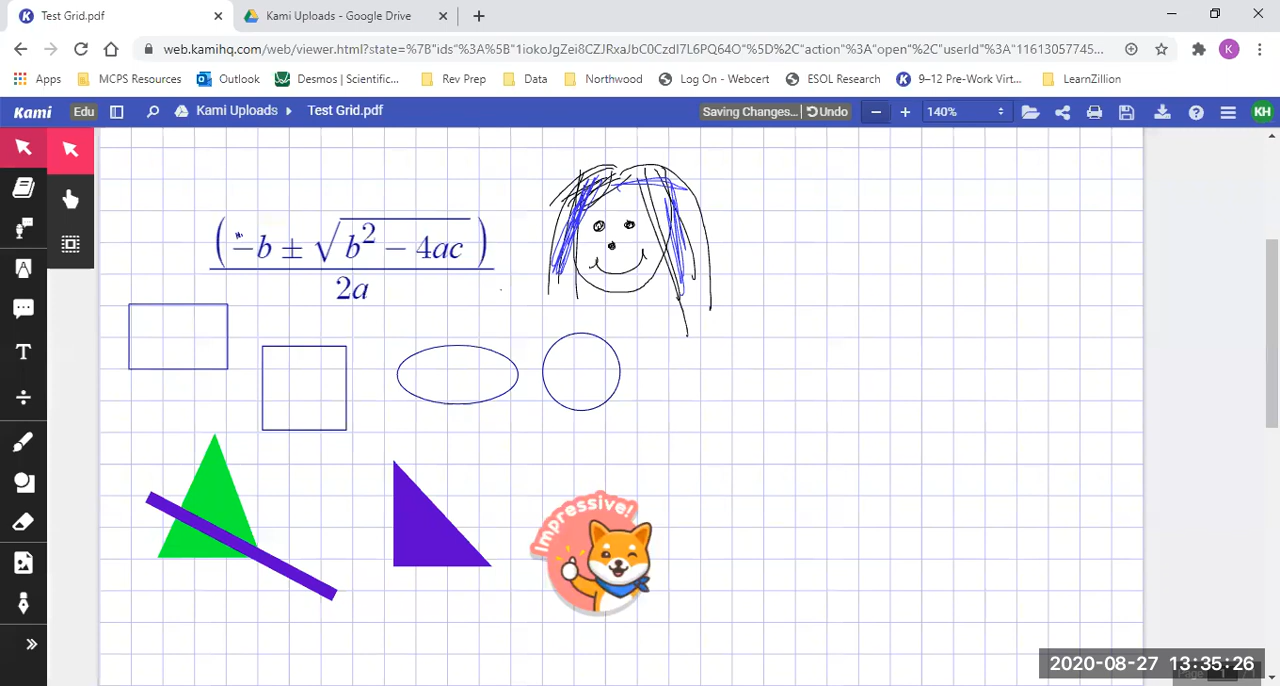 Test Grid.pdf
Kami Uploads - Google Drive
web.kamihq.com/web/viewer.html?state=%7B"ids"%3A%5B"1iokoJgZei8CZJRxaJbC0CzdI7L6PQ64O"%5D%2C"action"%3A"open"%2C"userId"%3A"11613057745...
K
Apps MCPS Resources Outlook Desmos | Scientific... Rix Prep Data Northwood Log On - Webcert ESOL Research 9–12 Pre-Work Virt... LearnZillion
Kami Edu Kami Uploads Test Grid.pdf Saving Changes... Undo 140% KH
(−b ± √b² − 4ac)
2a
Impressive!
2020-08-27 13:35:26
Page 1